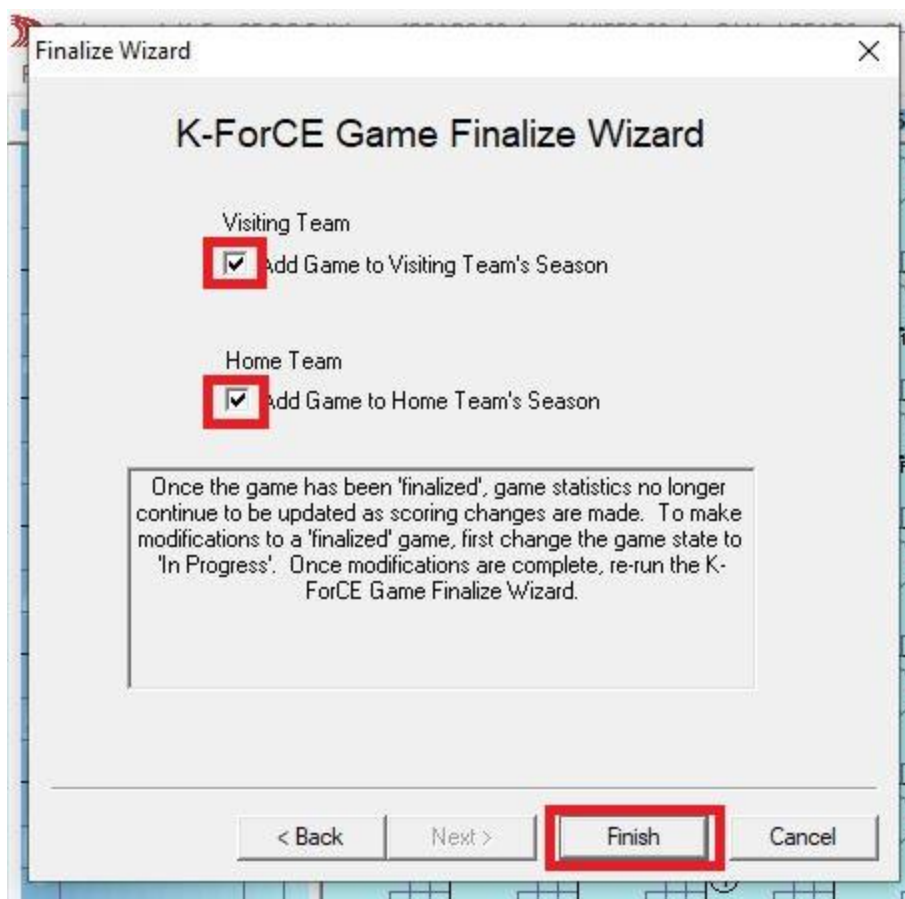 Finalize Wizard
K-ForCE Game Finalize Wizard
Visiting Team
Add Game to Visiting Team's Season
Home Team
Add Game to Home Team's Season
Once the game has been 'finalized', game statistics no longer
continue to be updated as scoring changes are made. To make
modifications to a 'finalized' game, first change the game state to
'In Progress'. Once modifications are complete, re-run the K-
ForCE Game Finalize Wizard.
< Back
Next >
Finish
Cancel